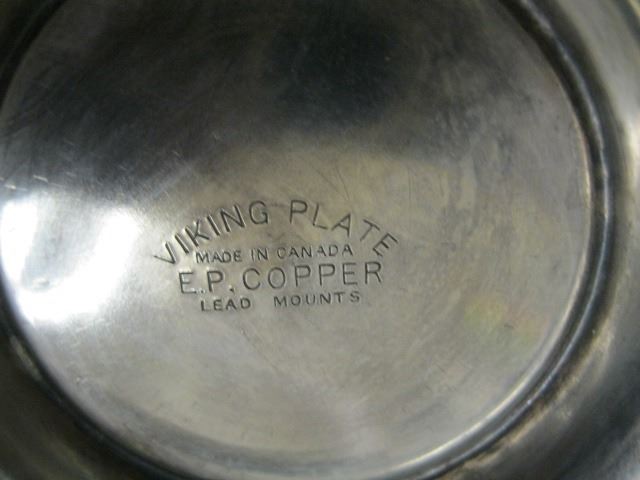 VIKING PLATE
MADE IN CANADA
E.P. COPPER
LEAD MOUNTS